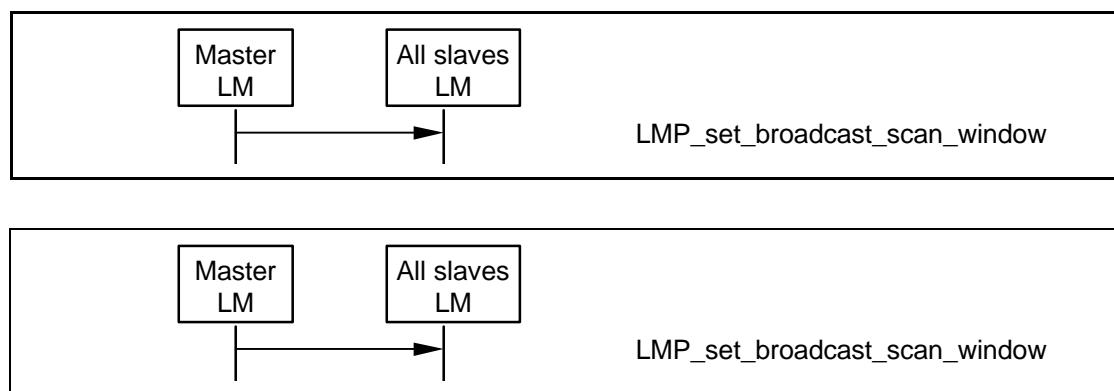 Master
LM
All slaves
LM
LMP_set_broadcast_scan_window
Master
LM
All slaves
LM
LMP_set_broadcast_scan_window